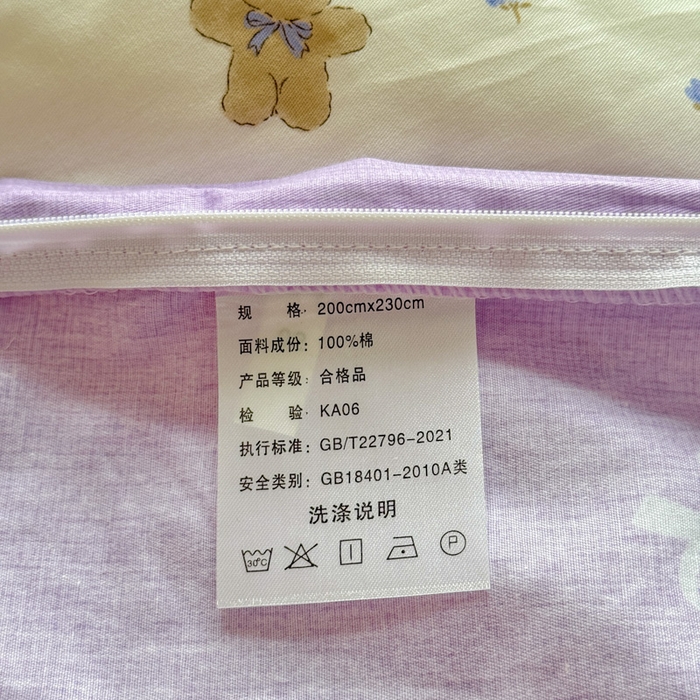 规 格: 200cmx230cm
面料成份: 100%棉
产品等级: 合格品
检 验: KA06
执行标准: GB/T22796-2021
安全类别: GB18401-2010A类
洗涤说明
30℃ P